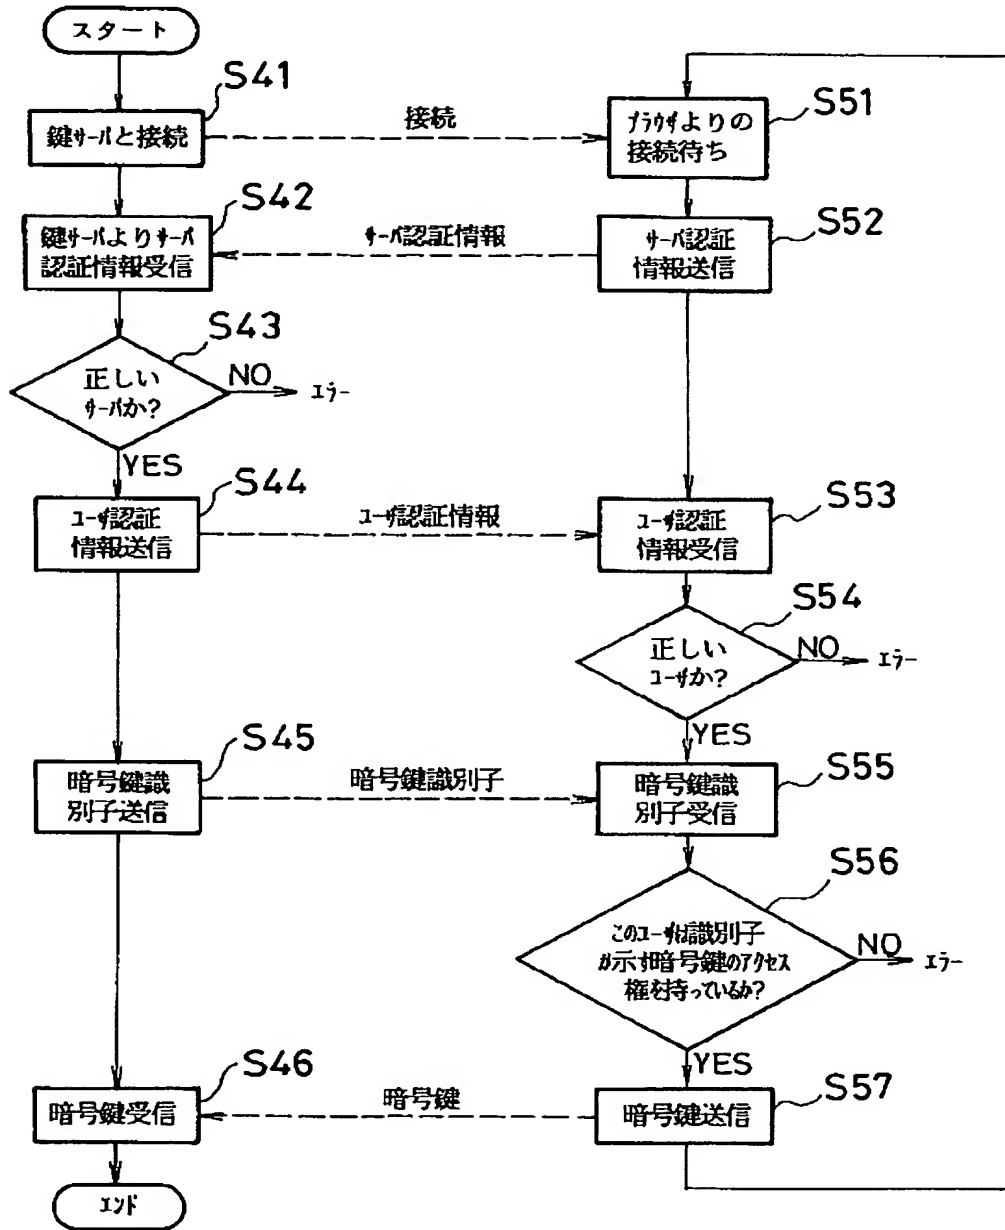 スタート
S41
鍵サーバと接続
接続
S51
ブラウザよりの
接続待ち
S42
鍵サーバよりサーバ
認証情報受信
サーバ認証情報
S52
サーバ認証
情報送信
S43
正しい
サーバか?
NO
エラー
YES
S44
ユーザ認証
情報送信
ユーザ認証情報
S53
ユーザ認証
情報受信
S54
正しい
ユーザか?
NO
エラー
YES
S45
暗号鍵識
別子送信
暗号鍵識別子
S55
暗号鍵識
別子受信
S56
このユーザは識別子
が示す暗号鍵のアクセス
権を持っているか?
NO
エラー
YES
S46
暗号鍵受信
暗号鍵
S57
暗号鍵送信
エンド